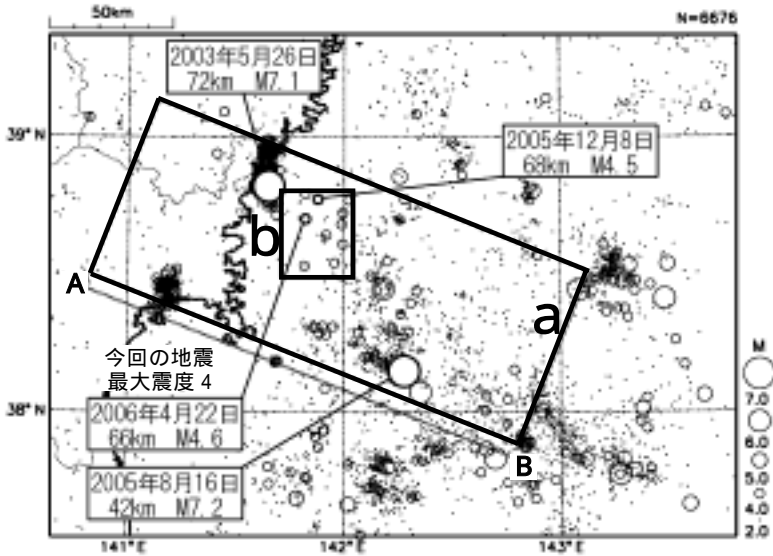 50km
N=6676
2003年5月26日
72km M7.1
39°N
2005年12月8日
68km M4.5
b
A
a
今回の地震
最大震度4
M
7.0
6.0
5.0
4.0
2.0
38°N
2006年4月22日
66km M4.6
B
2005年8月16日
42km M7.2
141°E
142°E
143°E